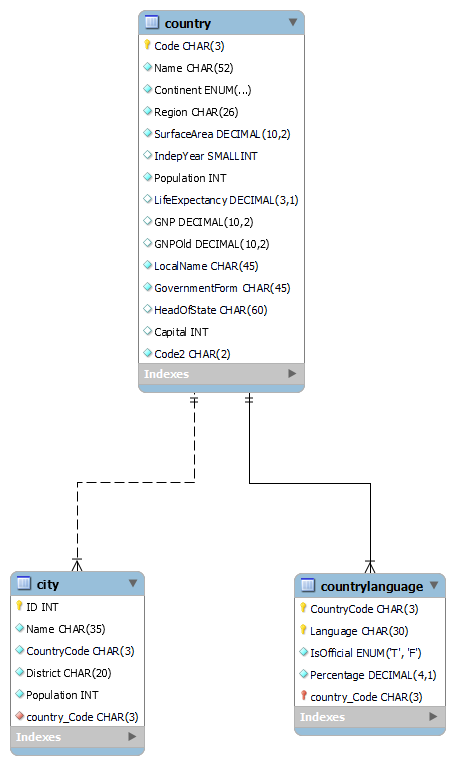 country
Code CHAR(3)
Name CHAR(52)
Continent ENUM(...)
Region CHAR(26)
SurfaceArea DECIMAL(10,2)
IndepYear SMALLINT
Population INT
LifeExpectancy DECIMAL(3,1)
GNP DECIMAL(10,2)
GNPOld DECIMAL(10,2)
LocalName CHAR(45)
GovernmentForm CHAR(45)
HeadOfState CHAR(60)
Capital INT
Code2 CHAR(2)
Indexes
city
ID INT
Name CHAR(35)
CountryCode CHAR(3)
District CHAR(20)
Population INT
country_Code CHAR(3)
Indexes
countrylanguage
CountryCode CHAR(3)
Language CHAR(30)
IsOfficial ENUM('T', 'F')
Percentage DECIMAL(4,1)
country_Code CHAR(3)
Indexes